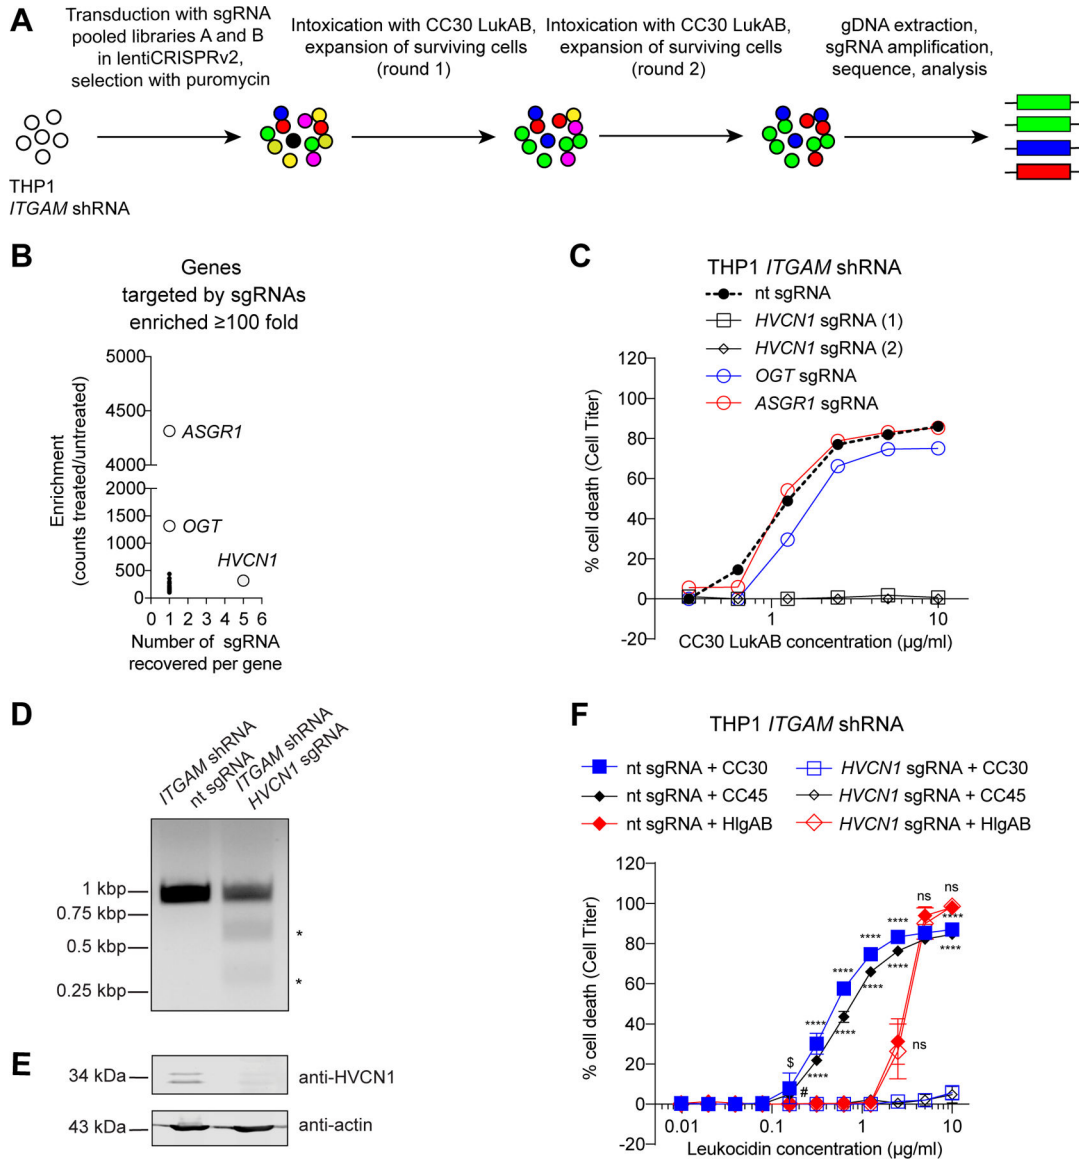 A
Transduction with sgRNA
pooled libraries A and B
in lentiCRISPRv2,
selection with puromycin
Intoxication with CC30 LukAB,
expansion of surviving cells
(round 1)
Intoxication with CC30 LukAB,
expansion of surviving cells
(round 2)
gDNA extraction,
sgRNA amplification,
sequence, analysis
THP1
ITGAM shRNA
B
Genes
targeted by sgRNAs
enriched ≥100 fold
Enrichment
(counts treated/untreated)
5000
4500
4000
2000
1500
1000
500
0
ASGR1
OGT
HVCN1
0 1 2 3 4 5 6
Number of sgRNA
recovered per gene
C
THP1 ITGAM shRNA
nt sgRNA
HVCN1 sgRNA (1)
HVCN1 sgRNA (2)
OGT sgRNA
ASGR1 sgRNA
% cell death (Cell Titer)
120
100
80
60
40
20
0
-20
1 10
CC30 LukAB concentration (μg/ml)
D
ITGAM shRNA
nt sgRNA
ITGAM shRNA
HVCN1 sgRNA
1 kbp
0.75 kbp
0.5 kbp
0.25 kbp
*
*
E
34 kDa
anti-HVCN1
43 kDa
anti-actin
F
THP1 ITGAM shRNA
nt sgRNA + CC30
nt sgRNA + CC45
nt sgRNA + HlgAB
HVCN1 sgRNA + CC30
HVCN1 sgRNA + CC45
HVCN1 sgRNA + HlgAB
% cell death (Cell Titer)
120
100
80
60
40
20
0
-20
ns
ns
****
**** ****
**** ****
**** ****
**** ****
**** ns
$ ****
#
0.01 0.1 1 10
Leukocidin concentration (μg/ml)